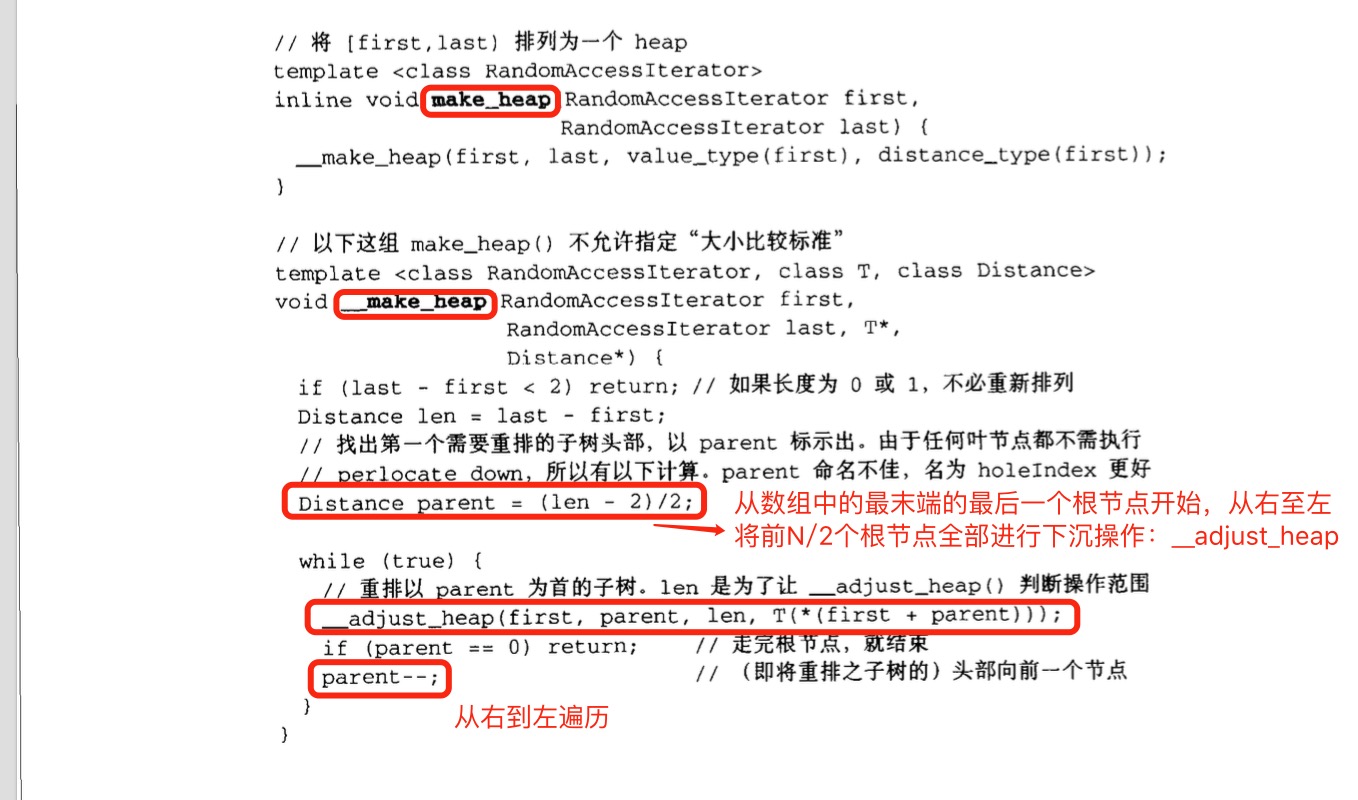 // 将 [first,last) 排列为一个 heap
template <class RandomAccessIterator>
inline void make_heap RandomAccessIterator first,
RandomAccessIterator last) {
__make_heap(first, last, value_type(first), distance_type(first));
}
// 以下这组 make_heap() 不允许指定“大小比较标准”
template <class RandomAccessIterator, class T, class Distance>
void __make_heap RandomAccessIterator first,
RandomAccessIterator last, T*,
Distance*) {
if (last - first < 2) return; // 如果长度为 0 或 1，不必重新排列
Distance len = last - first;
// 找出第一个需要重排的子树头部，以 parent 标示出。由于任何叶节点都不需执行
// perlocate down，所以有以下计算。parent 命名不佳，名为 holeIndex 更好
Distance parent = (len - 2)/2;
从数组中的最末端的最后一个根节点开始，从右至左
将前N/2个根节点全部进行下沉操作：__adjust_heap
while (true) {
// 重排以 parent 为首的子树。len 是为了让 __adjust_heap() 判断操作范围
__adjust_heap(first, parent, len, T(*(first + parent)));
if (parent == 0) return; // 走完根节点，就结束
parent--; // （即将重排之子树的）头部向前一个节点
}
从右到左遍历
}